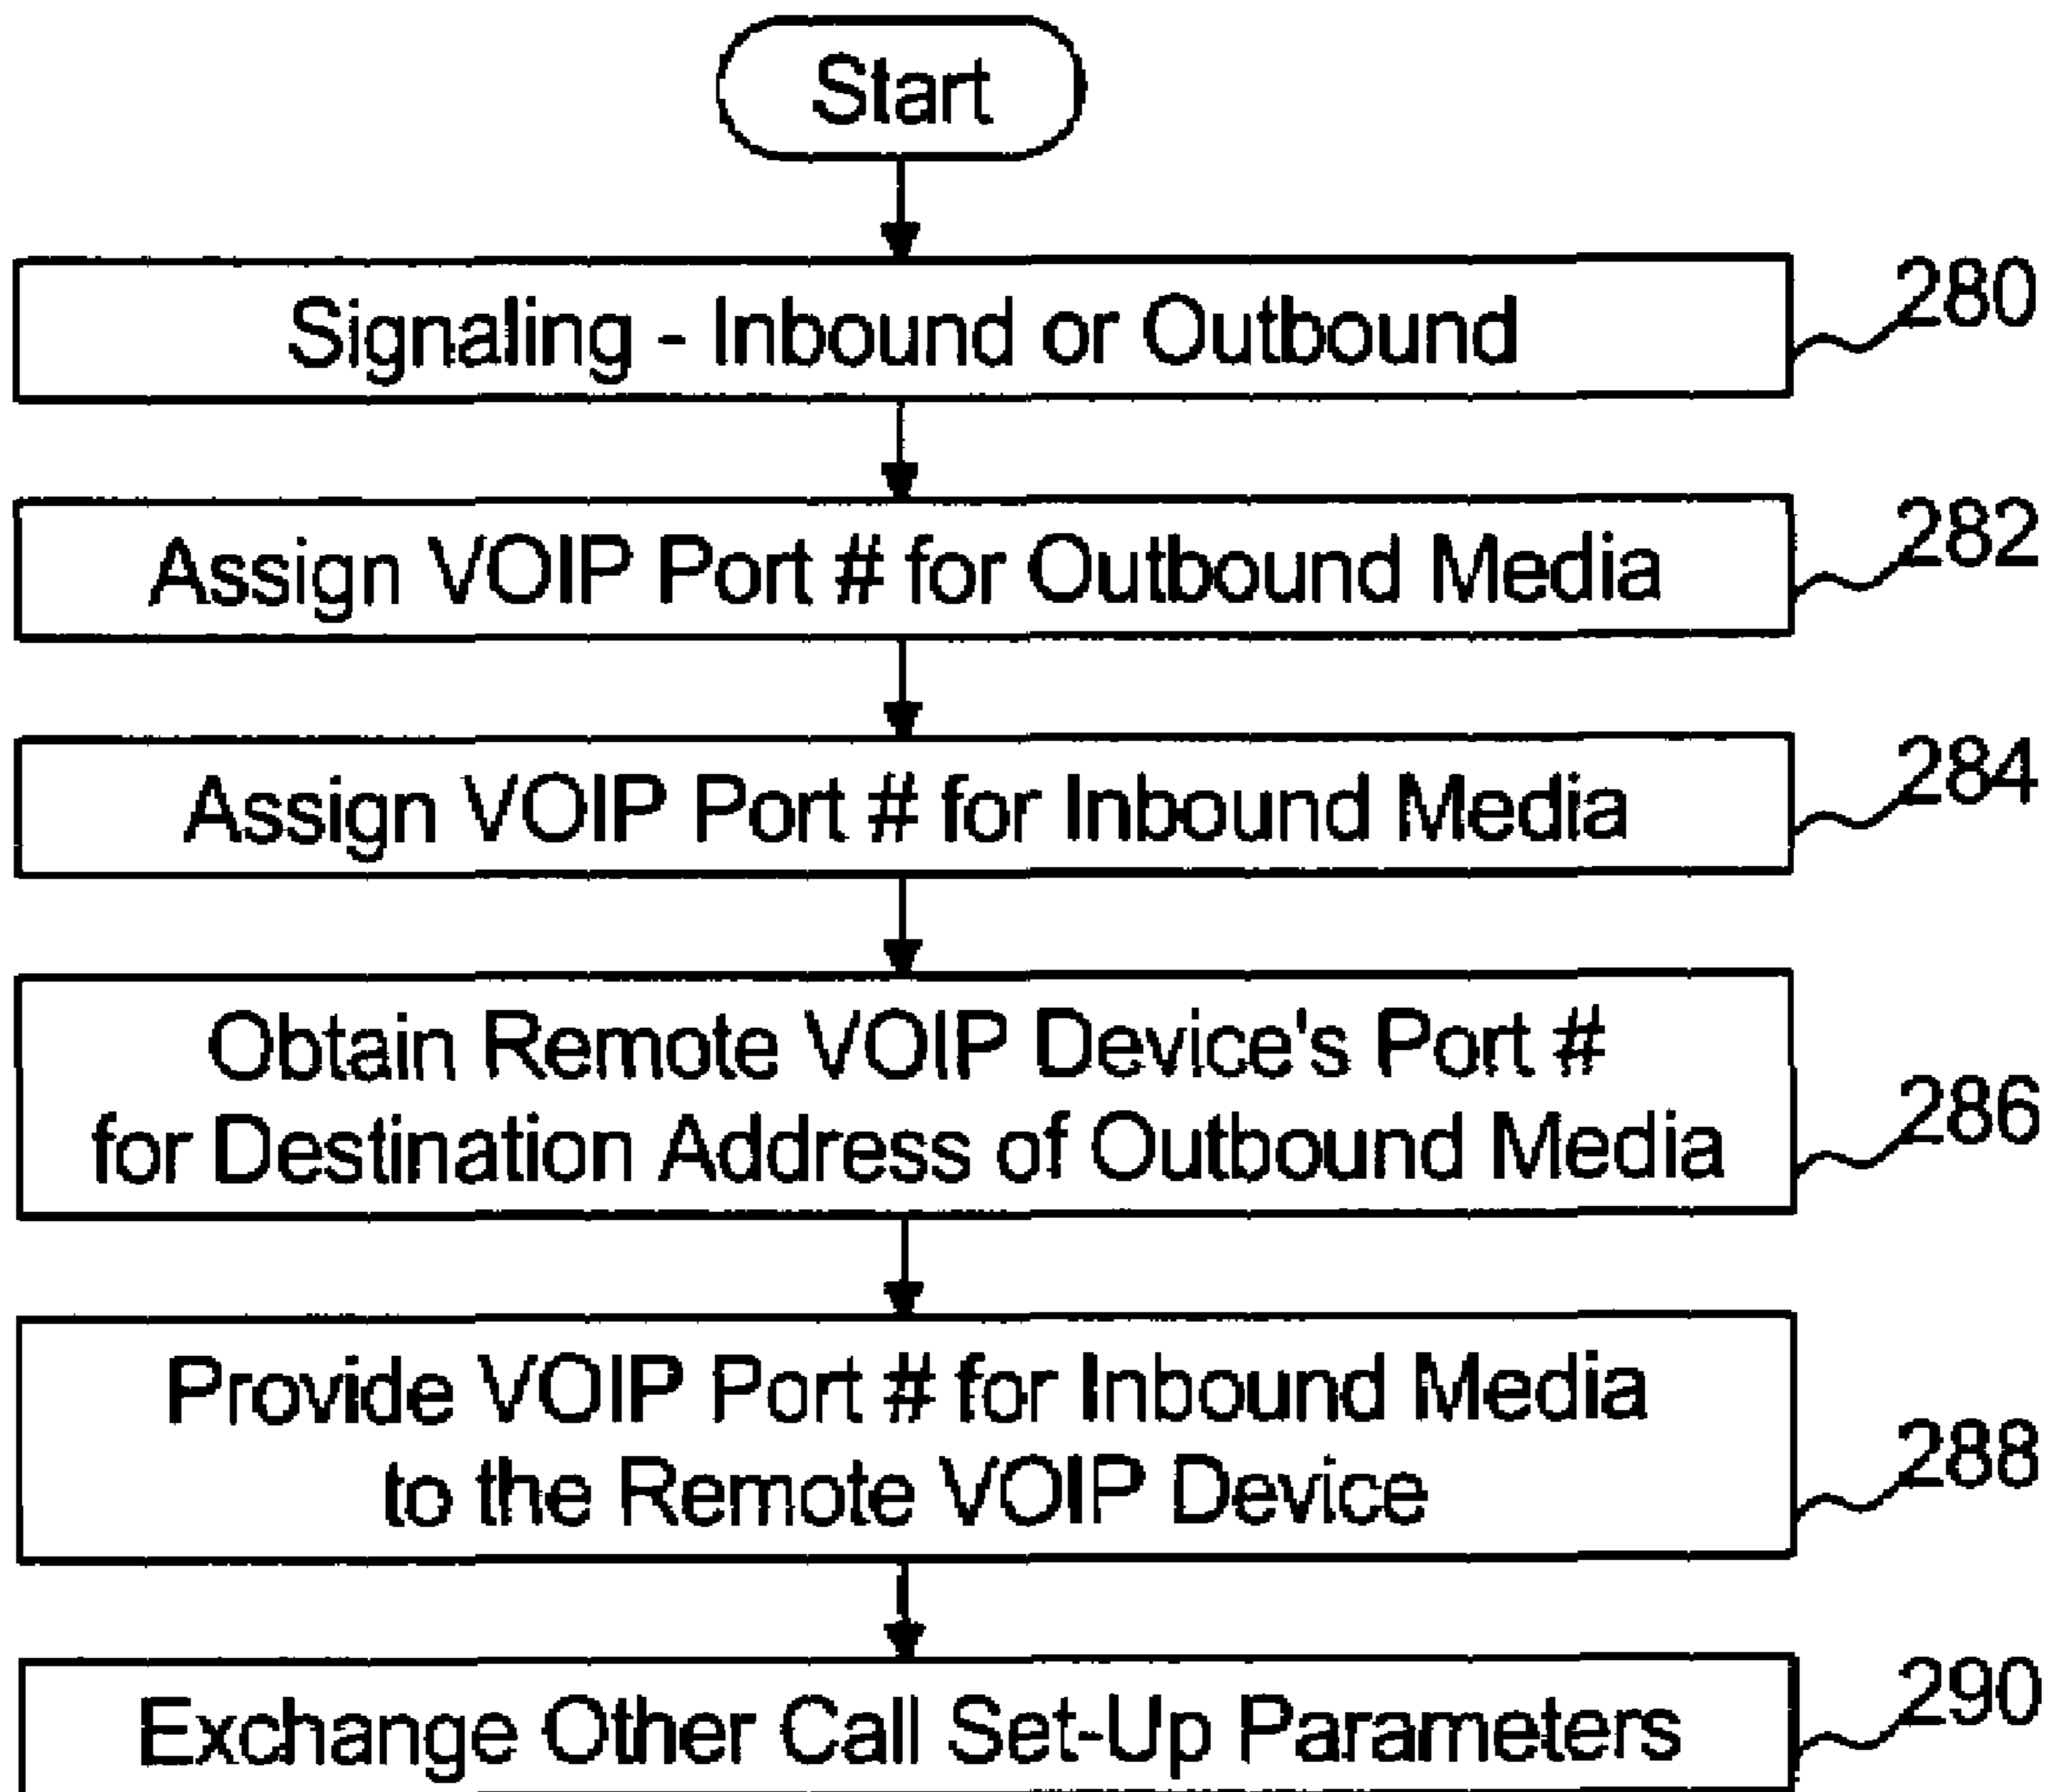 Start
Signaling - Inbound or Outbound
280
Assign VOIP Port # for Outbound Media
282
Assign VOIP Port # for Inbound Media
284
Obtain Remote VOIP Device's Port #
for Destination Address of Outbound Media
286
Provide VOIP Port # for Inbound Media
to the Remote VOIP Device
288
Exchange Other Call Set-Up Parameters
290